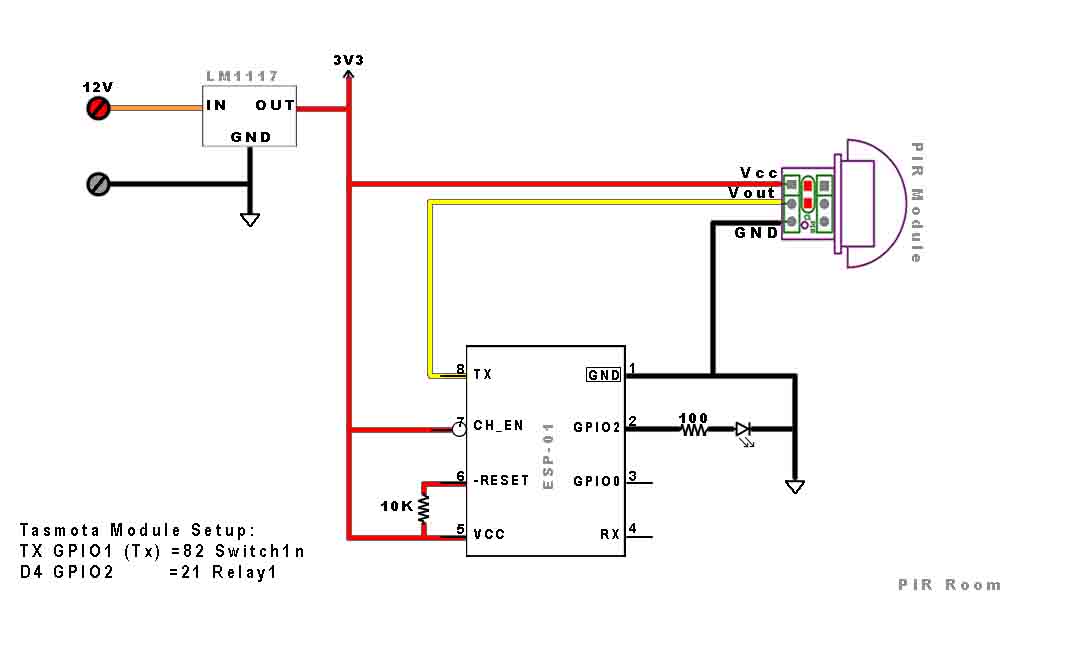 3V3
LM1117
12V
IN OUT
GND
Vcc
Vout
GND
PIR Module
8 TX
GND 1
7 CH_EN
GPIO2 2
100
6 -RESET
GPIO0 3
ESP-01
10K
5 VCC
RX 4
Tasmota Module Setup:
TX GPIO1 (Tx) =82 Switch1n
D4 GPIO2 =21 Relay1
PIR Room